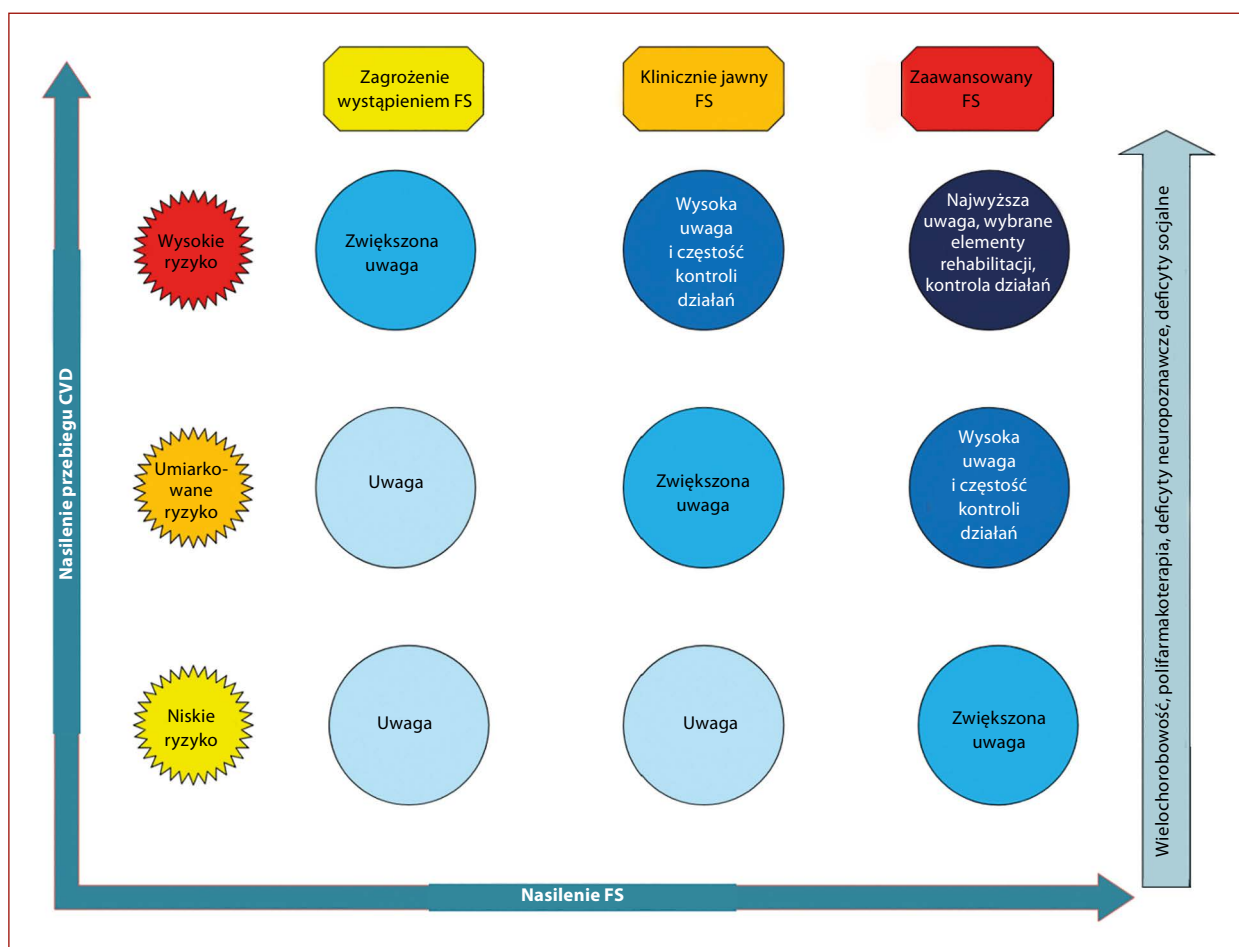 Zagrożenie
wystąpieniem FS
Klinicznie jawny
FS
Zaawansowany
FS
Wysokie
ryzyko
Zwiększona
uwaga
Wysoka
uwaga
i częstość
kontroli
działań
Najwyższa
uwaga, wybrane
elementy
rehabilitacji,
kontrola działań
Umiarko-
wane
ryzyko
Uwaga
Zwiększona
uwaga
Wysoka
uwaga
i częstość
kontroli
działań
Niskie
ryzyko
Uwaga
Uwaga
Zwiększona
uwaga
Nasilenie przebiegu CVD
Nasilenie FS
Wielochorobowość, polifarmakoterapia, deficyty neuropoznawcze, deficyty socjalne